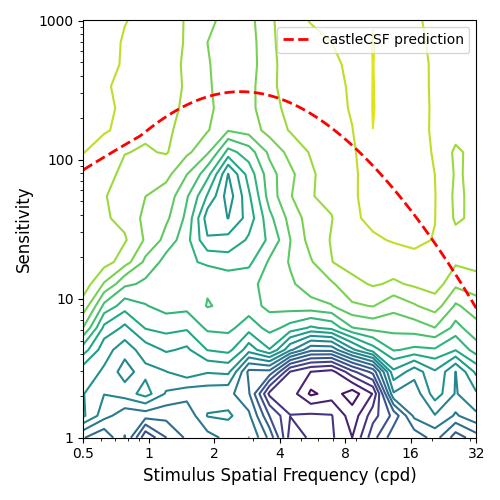 1000
castleCSF prediction
100
Sensitivity
10
1
0.5 1 2 4 8 16 32
Stimulus Spatial Frequency (cpd)